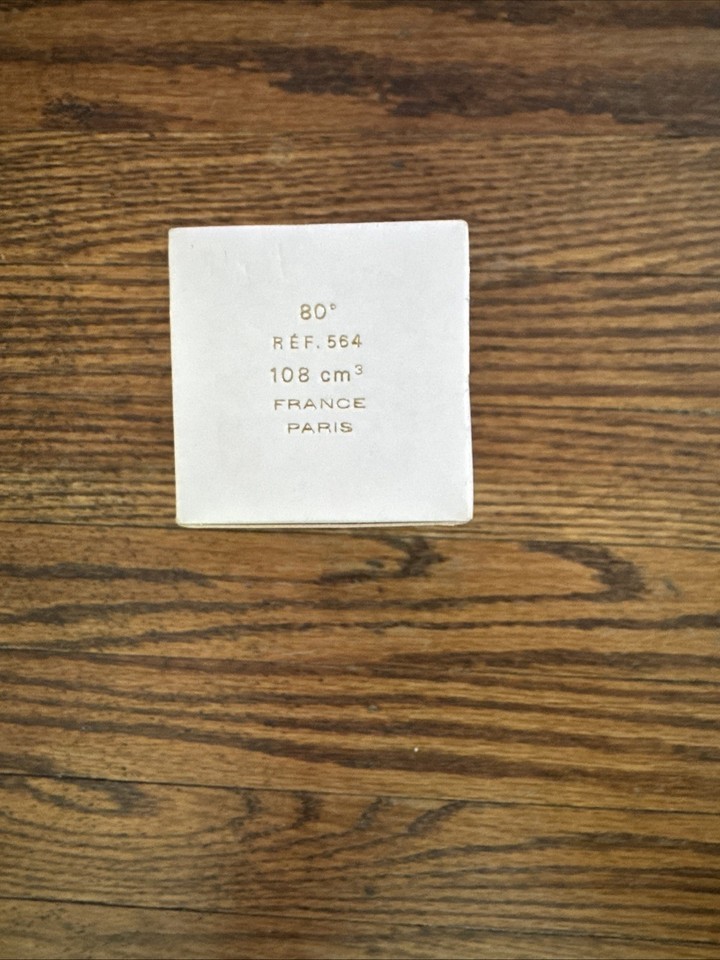 80°
RÉF. 564
108 cm³
FRANCE
PARIS